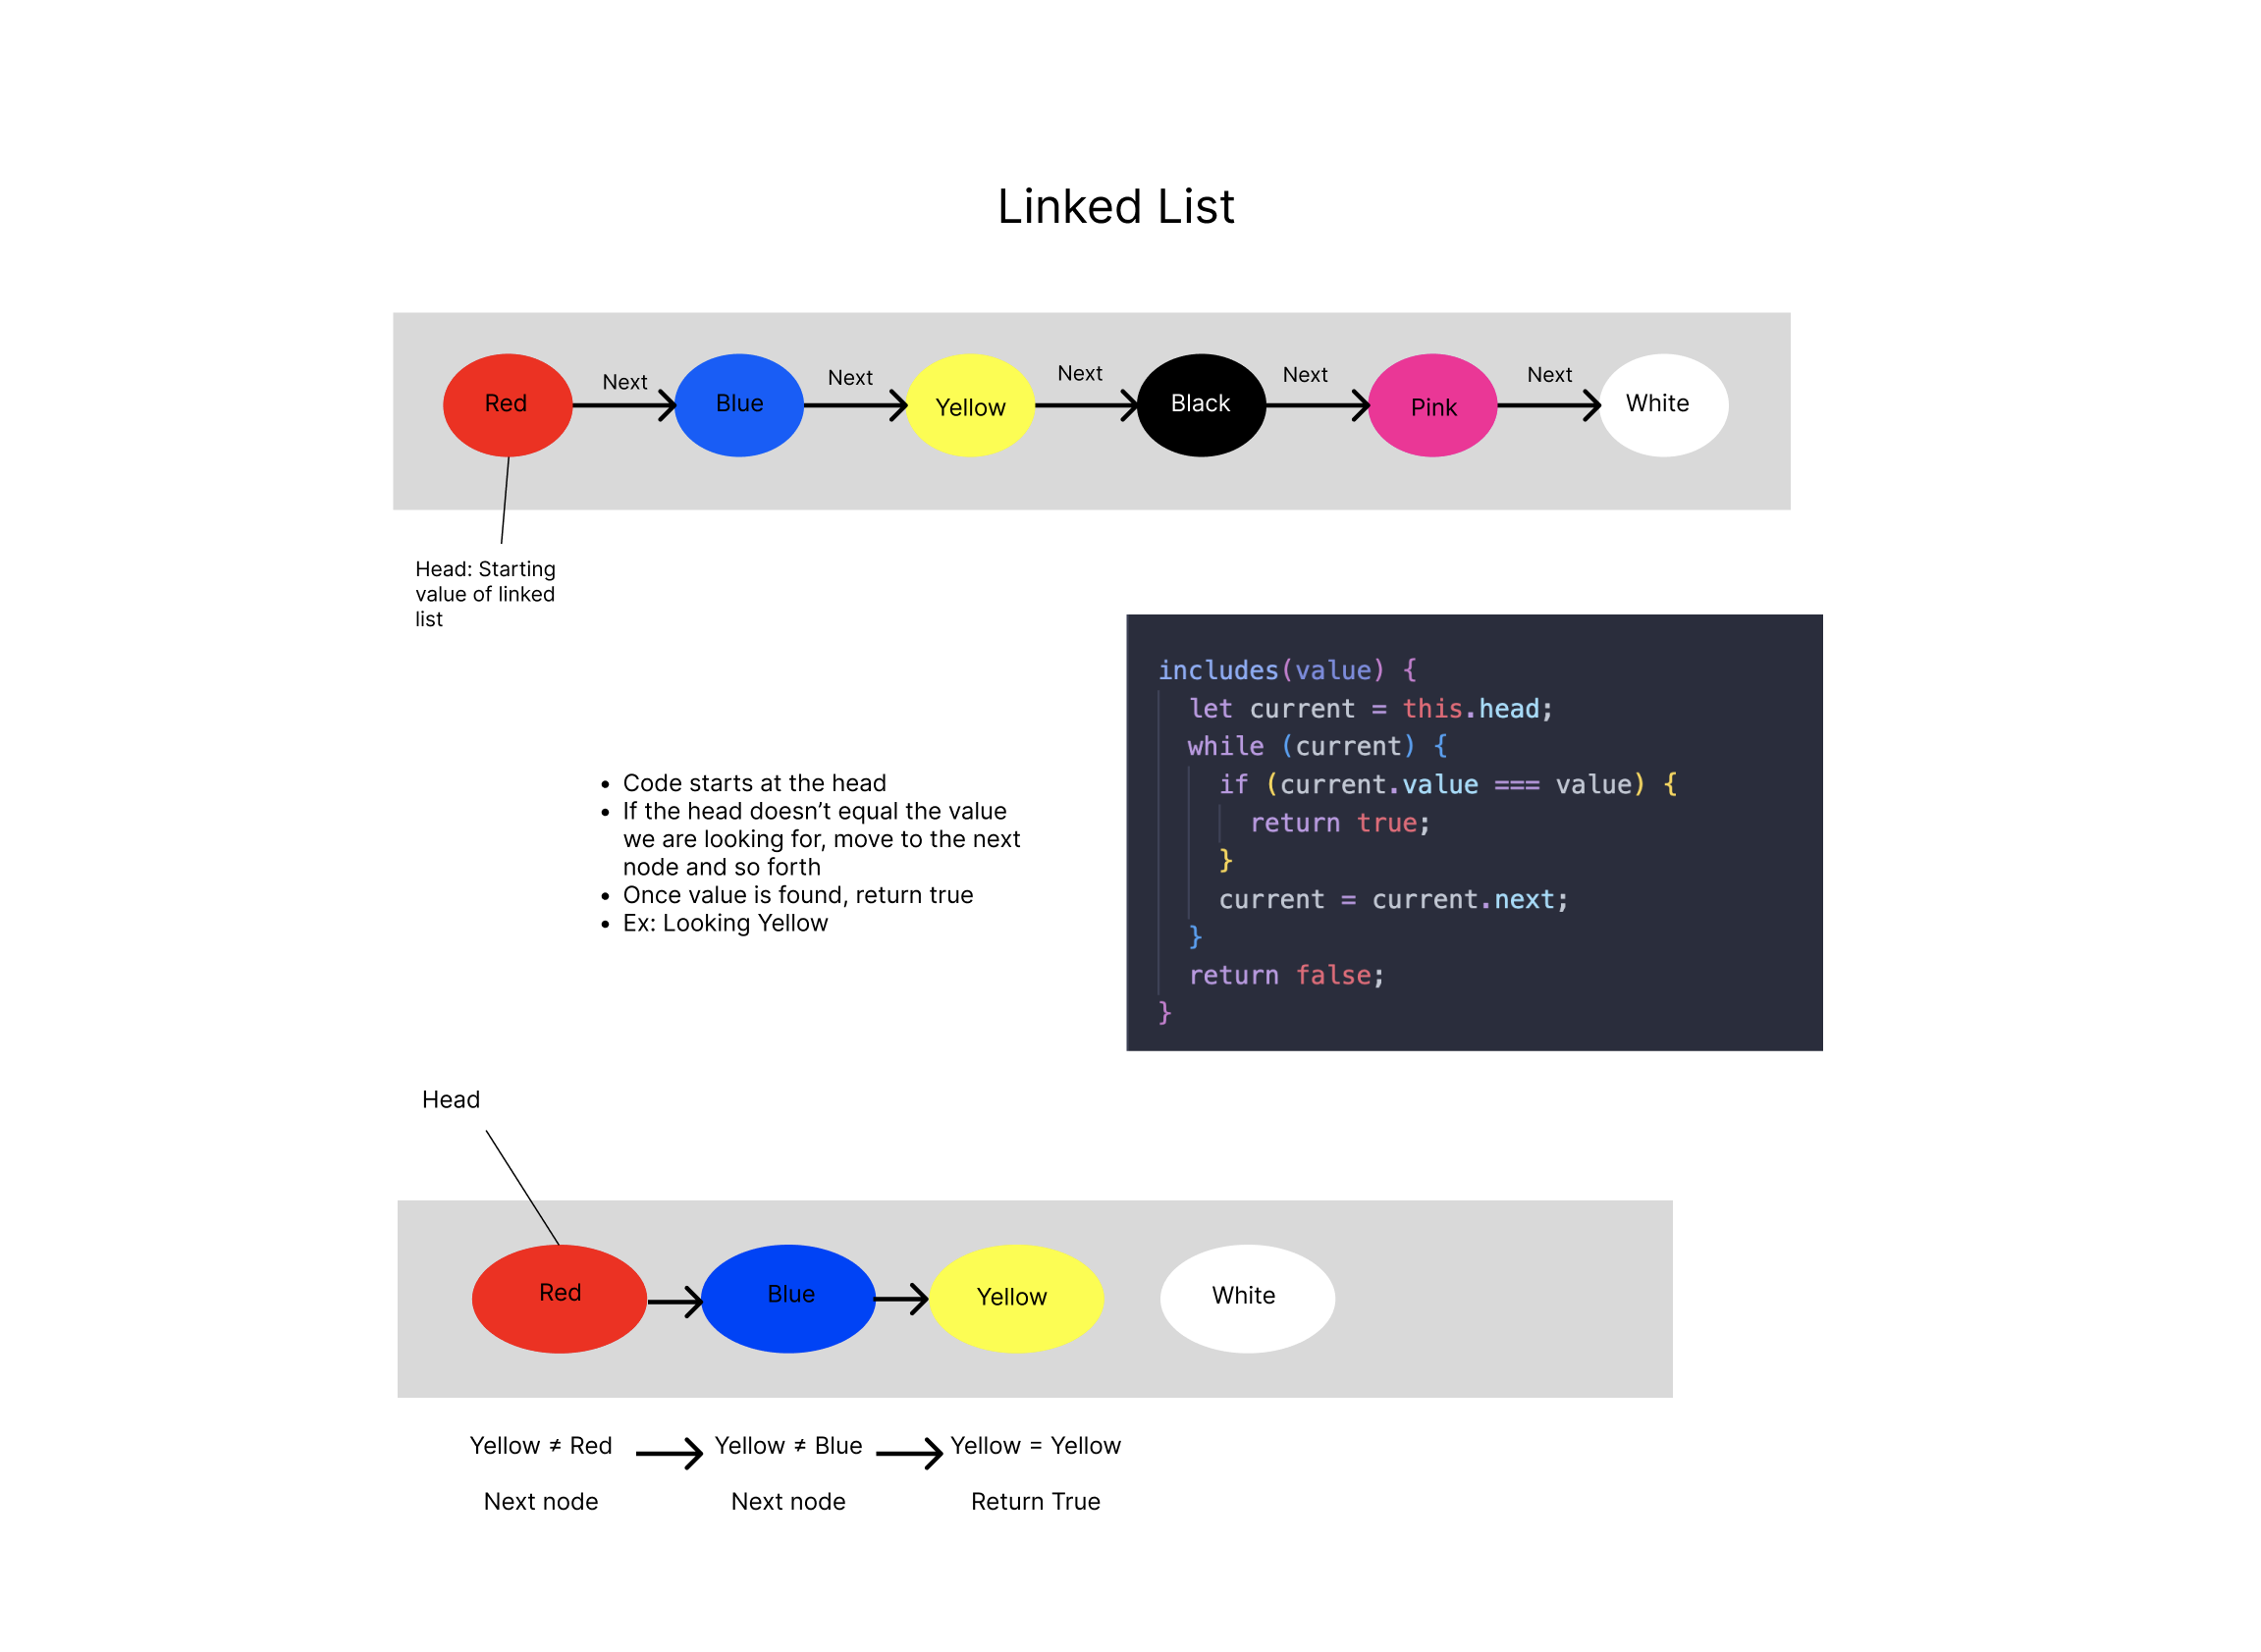 Linked List
Next
Next
Next
Next
Next
Red
Blue
Yellow
Black
Pink
White
Head: Starting
value of linked
list
• Code starts at the head
• If the head doesn’t equal the value
we are looking for, move to the next
node and so forth
• Once value is found, return true
• Ex: Looking Yellow
includes(value) {
let current = this.head;
while (current) {
if (current.value === value) {
return true;
}
current = current.next;
}
return false;
}
Head
Red
Blue
Yellow
White
Yellow ≠ Red
Yellow ≠ Blue
Yellow = Yellow
Next node
Next node
Return True